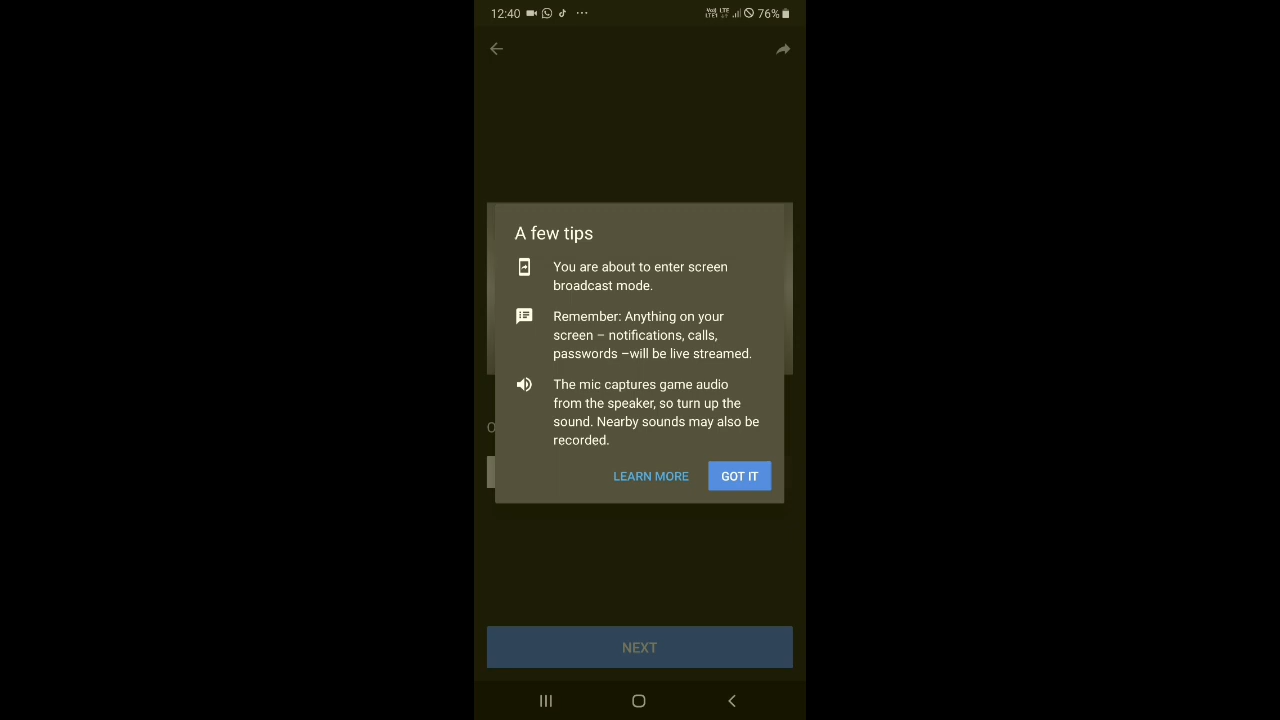 12:40 76%
A few tips
You are about to enter screen
broadcast mode.
Remember: Anything on your
screen – notifications, calls,
passwords –will be live streamed.
The mic captures game audio
from the speaker, so turn up the
sound. Nearby sounds may also be
recorded.
LEARN MORE GOT IT
NEXT